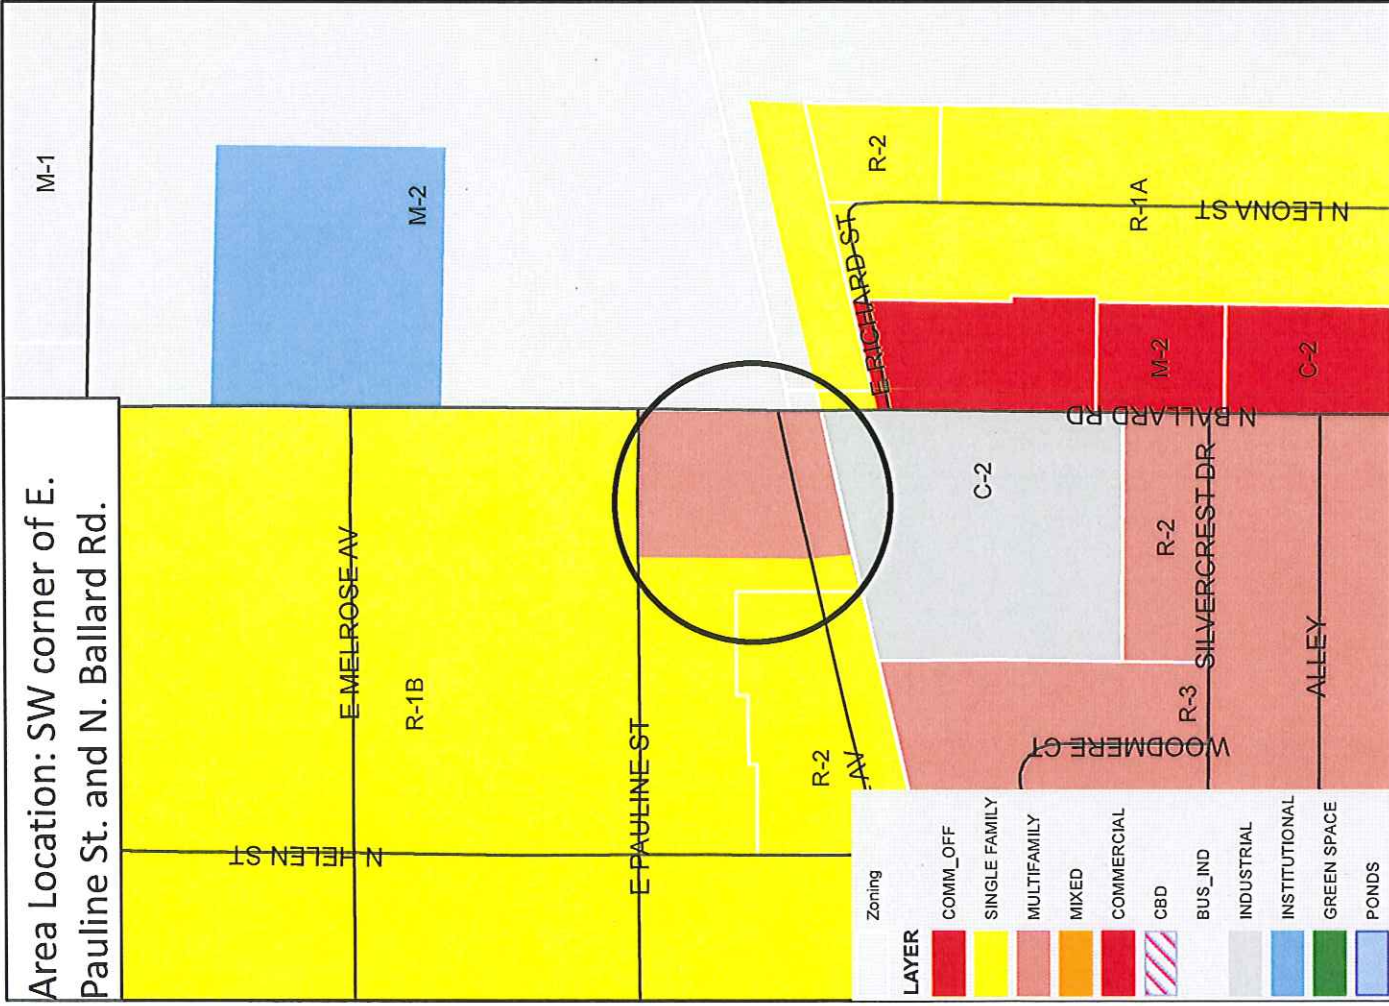 Area Location: SW corner of E.
Pauline St. and N. Ballard Rd.
M-1
M-2
E MELROSE AV
R-1B
N HELEN ST
E PAULINE ST
R-2
AV
R-2
E RICHARD ST
R-1A
N LEONA ST
M-2
C-2
N BALLARD RD
C-2
R-2
SILVERCREST DR
R-3
WOODMERE CT
ALLEY
Zoning
LAYER
COMM_OFF
SINGLE FAMILY
MULTIFAMILY
MIXED
COMMERCIAL
CBD
BUS_IND
INDUSTRIAL
INSTITUTIONAL
GREEN SPACE
PONDS